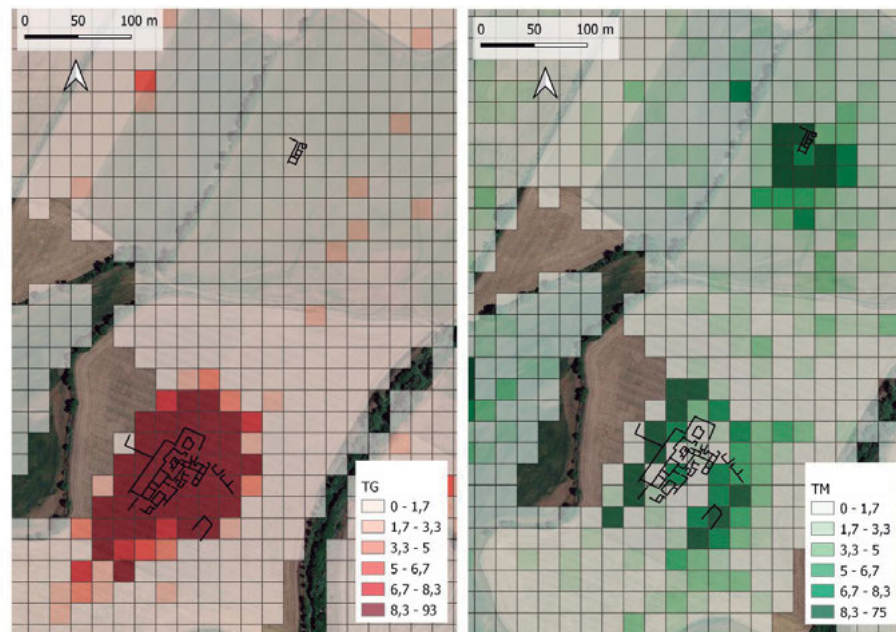 0 50 100 m
TG
0 - 1,7
1,7 - 3,3
3,3 - 5
5 - 6,7
6,7 - 8,3
8,3 - 93
0 50 100 m
TM
0 - 1,7
1,7 - 3,3
3,3 - 5
5 - 6,7
6,7 - 8,3
8,3 - 75